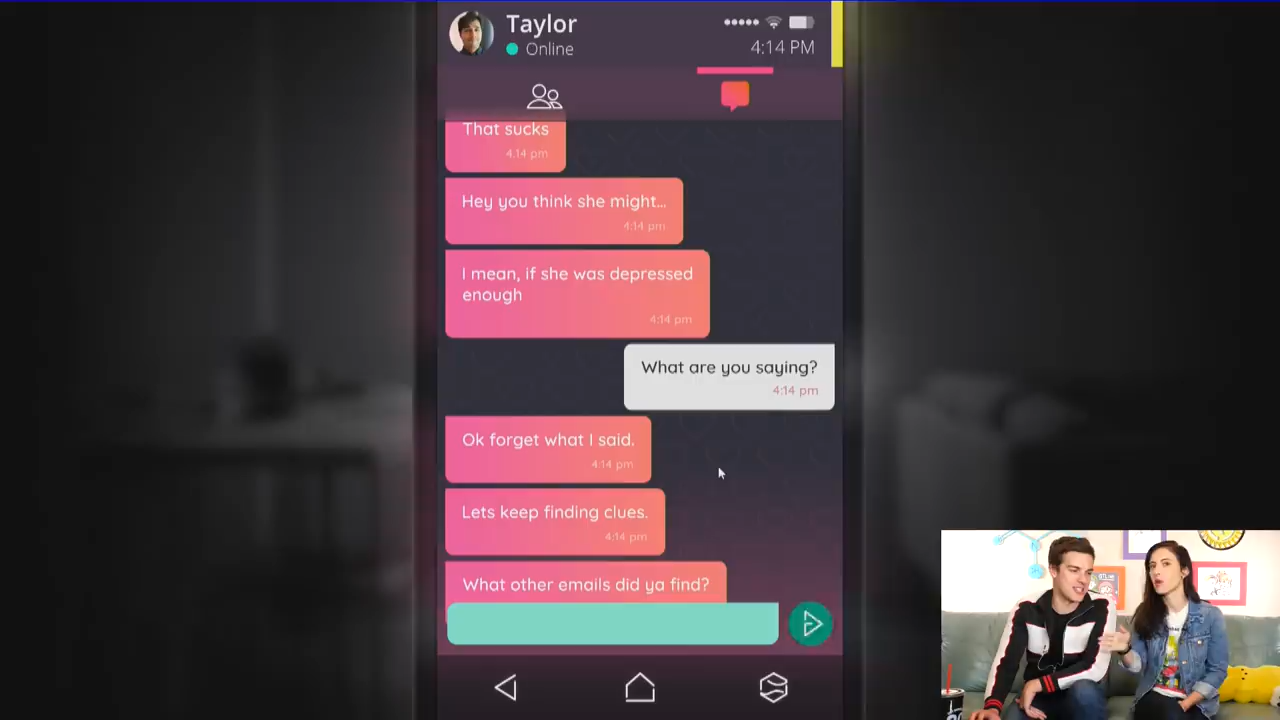 Taylor
Online
4:14 PM
That sucks
4:14 pm
Hey you think she might...
4:14 pm
I mean, if she was depressed
enough
4:14 pm
What are you saying?
4:14 pm
Ok forget what I said.
4:14 pm
Lets keep finding clues.
4:14 pm
What other emails did ya find?